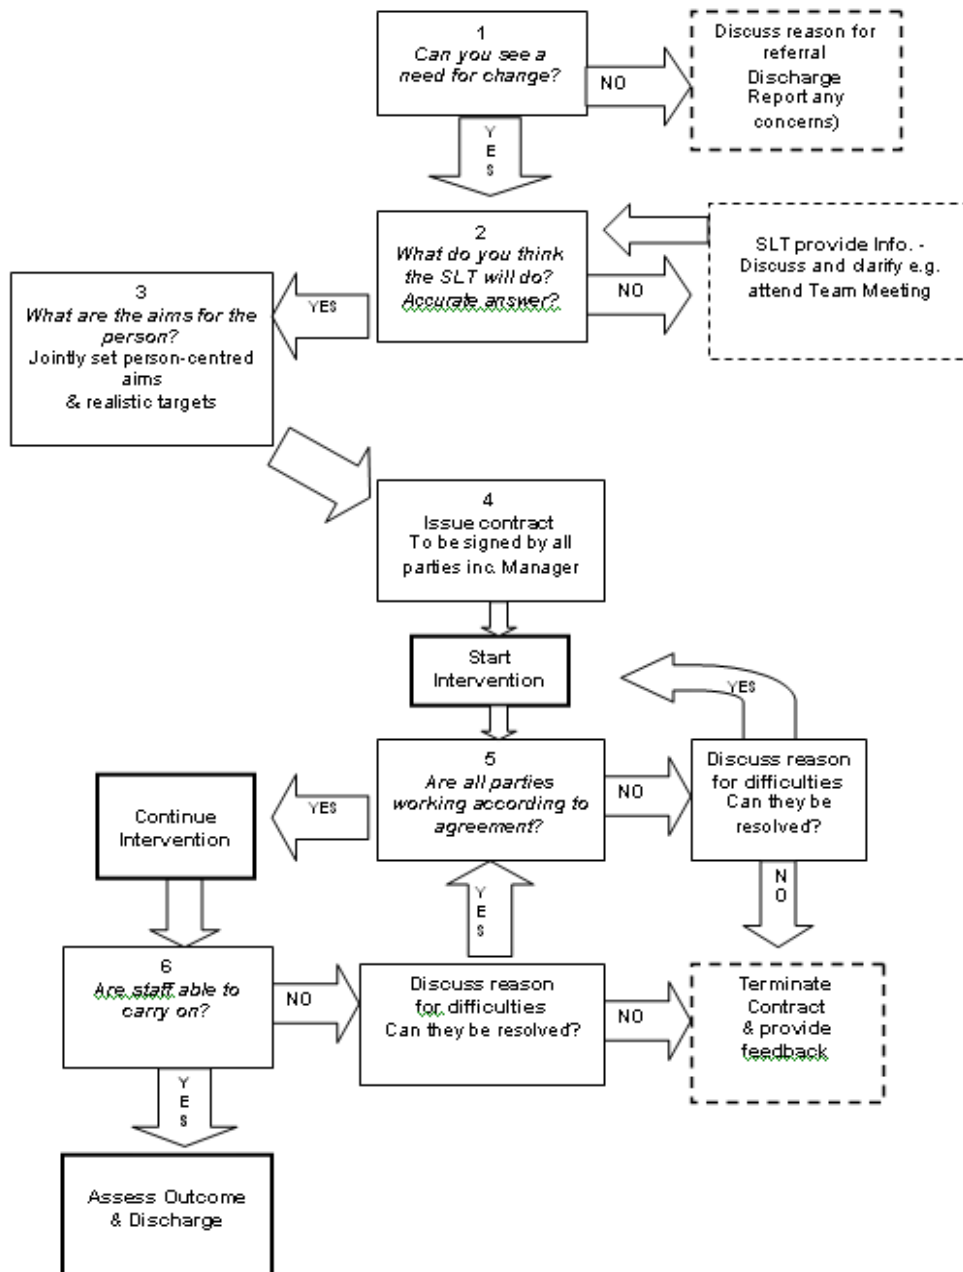 1
Can you see a
need for change?
NO
Discuss reason for
referral
Discharge
Report any
concerns)
Y
E
S
2
What do you think
the SLT will do?
Accurate answer?
NO
SLT provide Info. -
Discuss and clarify e.g.
attend Team Meeting
YES
3
What are the aims for the
person?
Jointly set person-centred
aims
& realistic targets
4
Issue contract
To be signed by all
parties inc. Manager
Start
Intervention
YES
5
Are all parties
working according to
agreement?
NO
Discuss reason
for difficulties
Can they be
resolved?
YES
Continue
Intervention
Y
E
S
N
O
6
Are staff able to
carry on?
NO
Discuss reason
for difficulties
Can they be resolved?
NO
Terminate
Contract
& provide
feedback
Y
E
S
Assess Outcome
& Discharge